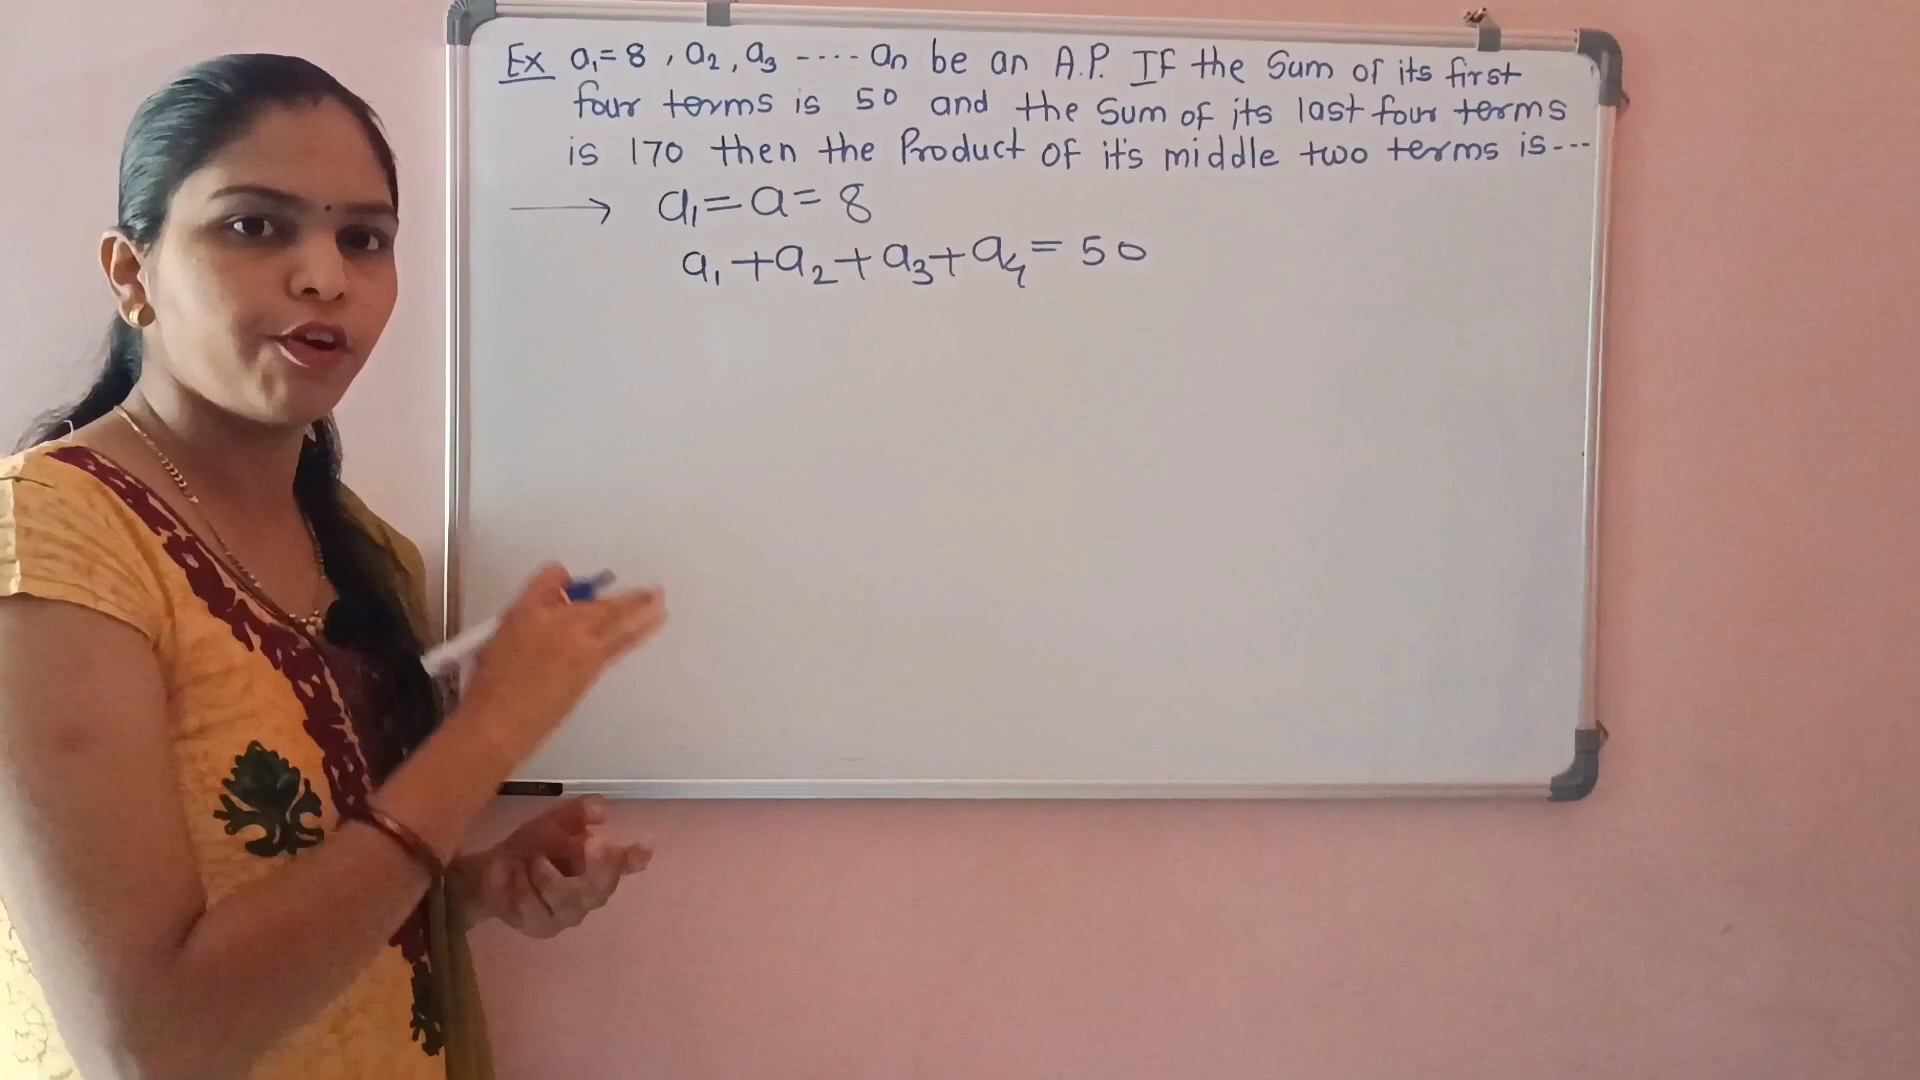 Ex a₁=8, a₂, a₃ ---- an be an A.P. If the Sum of its first
four terms is 50 and the Sum of its last four terms
is 170 then the Product of it's middle two terms is---
→ a₁=a=8
a₁+a₂+a₃+a₄=50